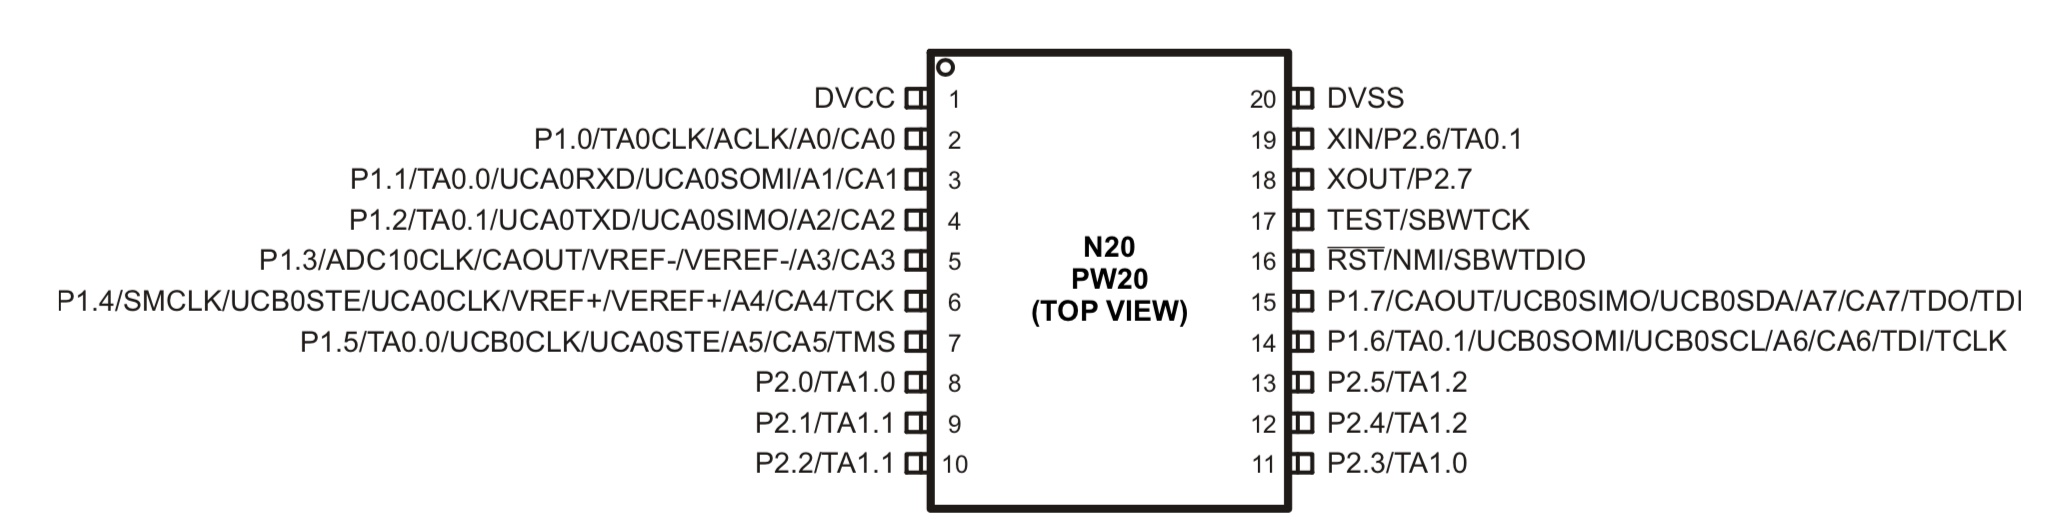 DVCC 1 20 DVSS
P1.0/TA0CLK/ACLK/A0/CA0 2 19 XIN/P2.6/TA0.1
P1.1/TA0.0/UCA0RXD/UCA0SOMI/A1/CA1 3 18 XOUT/P2.7
P1.2/TA0.1/UCA0TXD/UCA0SIMO/A2/CA2 4 17 TEST/SBWTCK
P1.3/ADC10CLK/CAOUT/VREF-/VEREF-/A3/CA3 5 16 RST/NMI/SBWTDIO
P1.4/SMCLK/UCB0STE/UCA0CLK/VREF+/VEREF+/A4/CA4/TCK 6 15 P1.7/CAOUT/UCB0SIMO/UCB0SDA/A7/CA7/TDO/TDI
P1.5/TA0.0/UCB0CLK/UCA0STE/A5/CA5/TMS 7 14 P1.6/TA0.1/UCB0SOMI/UCB0SCL/A6/CA6/TDI/TCLK
P2.0/TA1.0 8 13 P2.5/TA1.2
P2.1/TA1.1 9 12 P2.4/TA1.2
P2.2/TA1.1 10 11 P2.3/TA1.0
N20
PW20
(TOP VIEW)